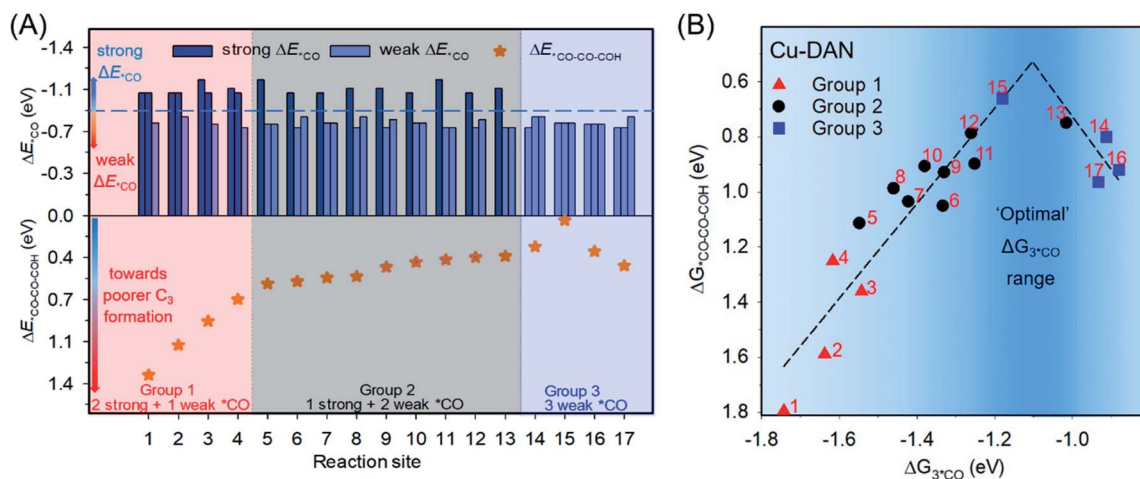 (A)
strong
ΔE*CO
weak
ΔE*CO
ΔE*CO (eV)
-1.4
-1.1
-0.7
-0.3
0.0
strong ΔE*CO
weak ΔE*CO
ΔE*CO-CO-COH
ΔE*CO-CO-COH (eV)
0.4
0.7
1.1
1.4
towards
poorer C3
formation
Group 1
2 strong + 1 weak *CO
Group 2
1 strong + 2 weak *CO
Group 3
3 weak *CO
1 2 3 4 5 6 7 8 9 10 11 12 13 14 15 16 17
Reaction site
(B)
Cu-DAN
Group 1
Group 2
Group 3
ΔG*CO-CO-COH (eV)
0.6
0.8
1.0
1.2
1.4
1.6
1.8
15
13
14
12
16
10
9
11
17
8
7
6
5
4
3
2
1
'Optimal'
ΔG3*CO
range
-1.8 -1.6 -1.4 -1.2 -1.0
ΔG3*CO (eV)